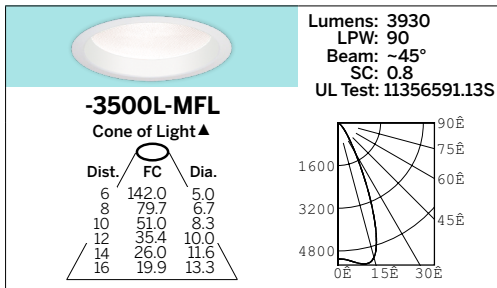 Lumens: 3930
LPW: 90
Beam: ~45°
SC: 0.8
UL Test: 11356591.13S
-3500L-MFL
Cone of Light▲
Dist. FC Dia.
6 142.0 5.0
8 79.7 6.7
10 51.0 8.3
12 35.4 10.0
14 26.0 11.6
16 19.9 13.3
90Ê
75Ê
1600
60Ê
3200
45Ê
4800
0Ê 15Ê 30Ê